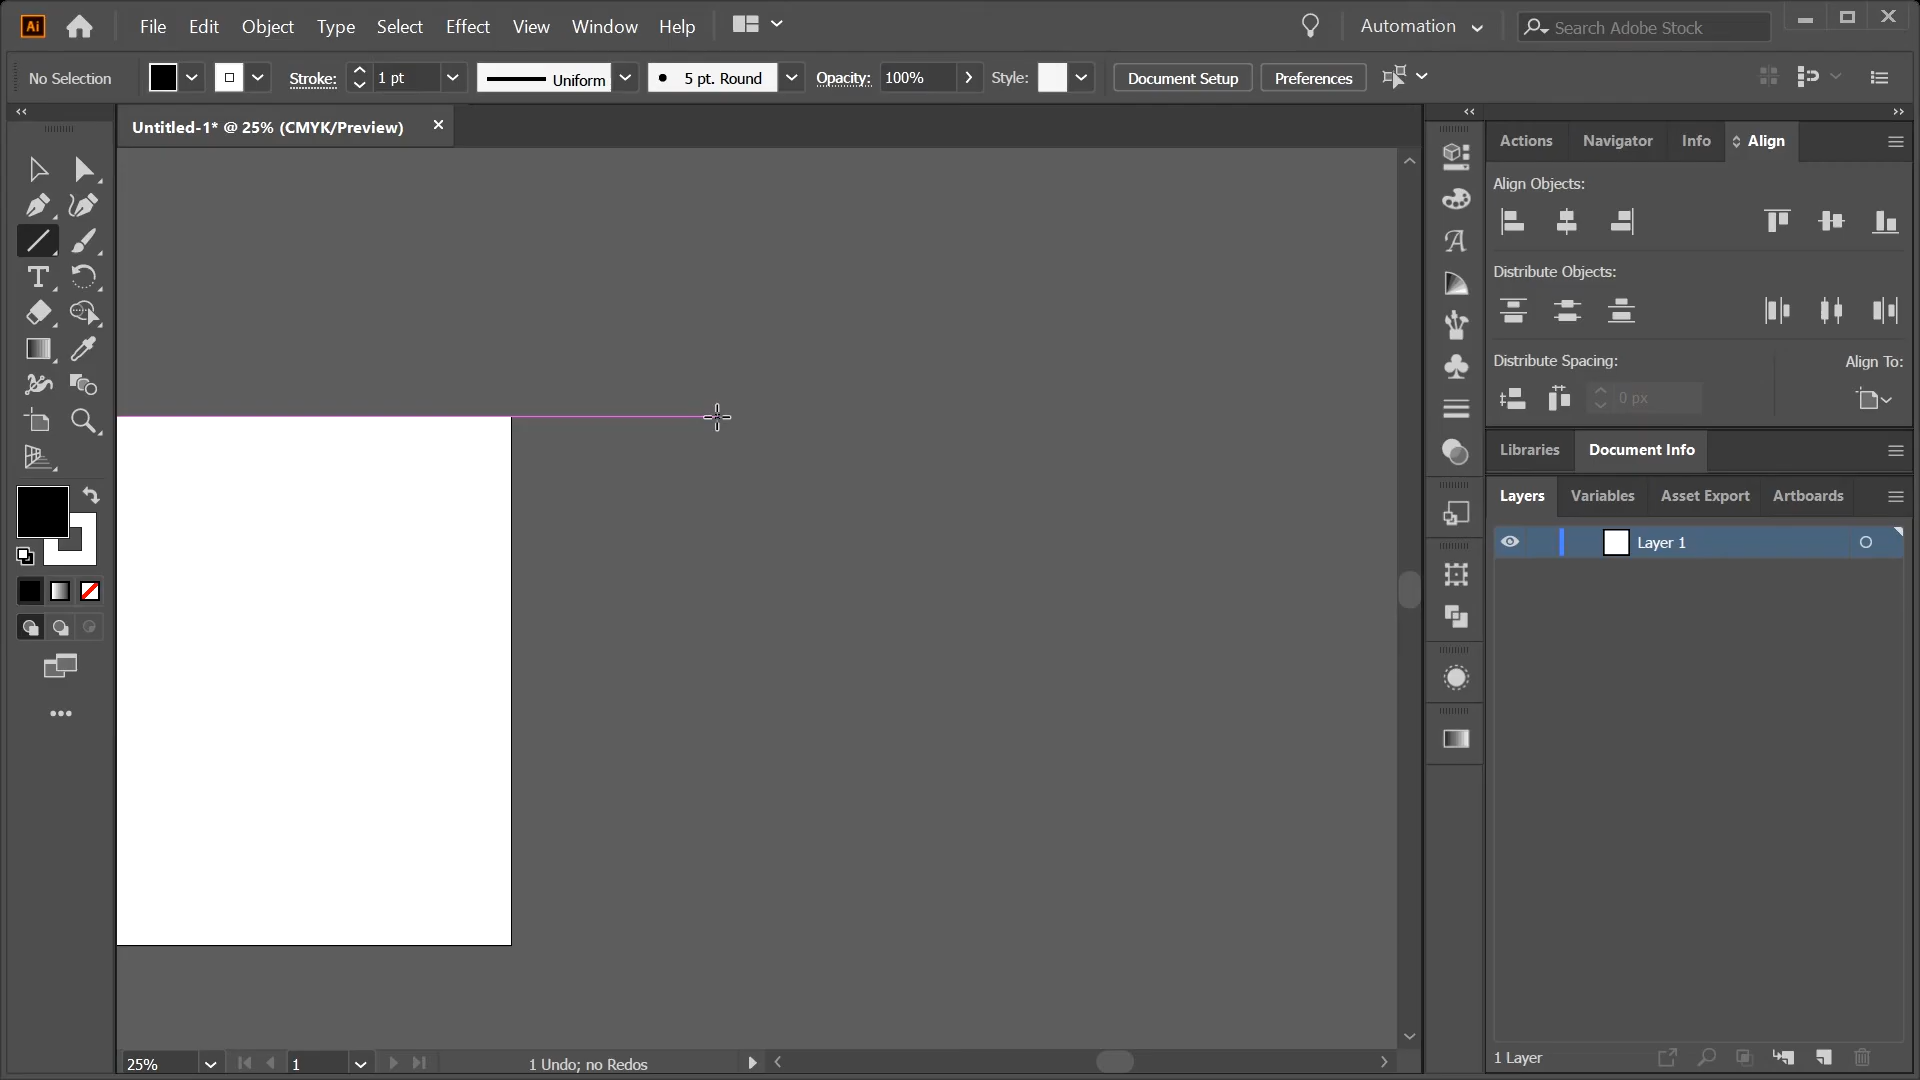 Ai File Edit Object Type Select Effect View Window Help Automation Search Adobe Stock
No Selection Stroke: 1 pt Uniform 5 pt. Round Opacity: 100% Style: Document Setup Preferences
Untitled-1* @ 25% (CMYK/Preview)
Actions Navigator Info Align
Align Objects:
Distribute Objects:
Distribute Spacing: Align To:
0 px
Libraries Document Info
Layers Variables Asset Export Artboards
Layer 1
1 Layer
25% 1 1 Undo; no Redos